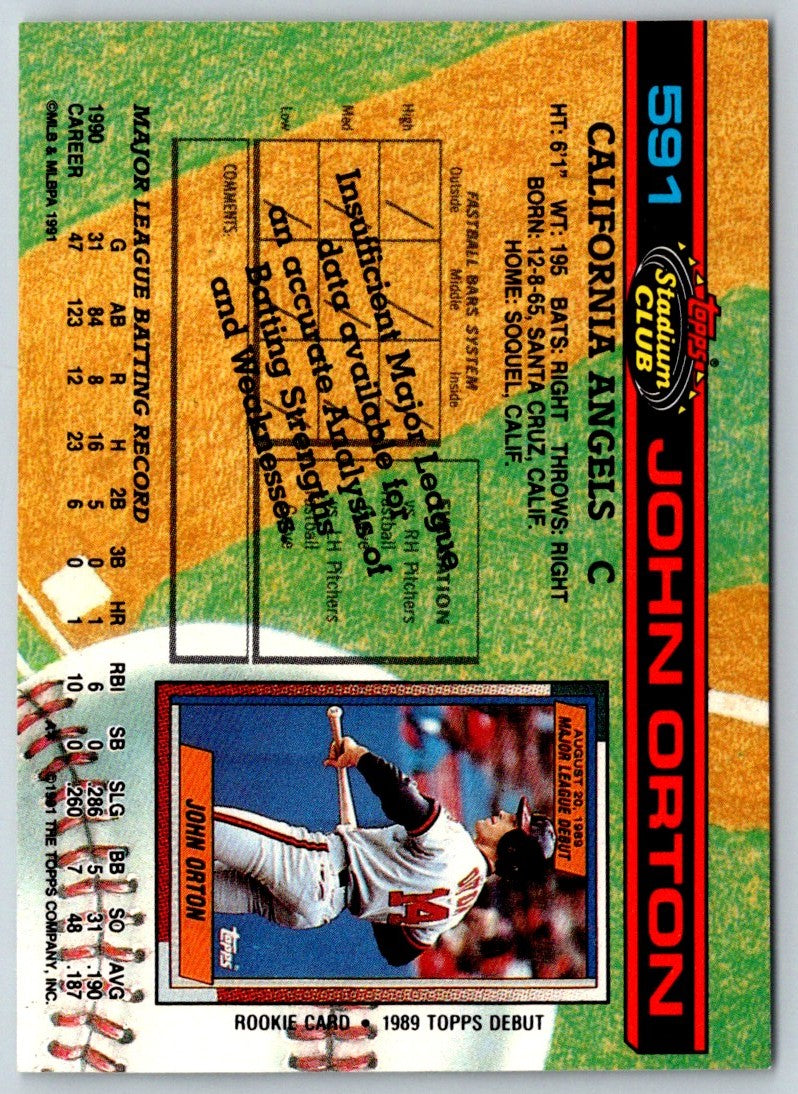 591
topps
Stadium
CLUB
JOHN ORTON
CALIFORNIA ANGELS C
HT: 6'1" WT: 195 BATS: RIGHT THROWS: RIGHT
BORN: 12-8-65, SANTA CRUZ, CALIF.
HOME: SOQUEL, CALIF.
FASTBALL BARS SYSTEM
Outside Middle Inside
High
Med
Low
RH Pitchers
Pitchers
COMMENTS:
Insufficient Major League
data available for
an accurate Analysis of
Batting Strengths
and Weaknesses
AUGUST 20, 1989
MAJOR LEAGUE DEBUT
14
topps
JOHN ORTON
ROOKIE CARD • 1989 TOPPS DEBUT
MAJOR LEAGUE BATTING RECORD
G AB R H 2B 3B HR RBI SB SLG BB SO AVG
1990 31 84 8 16 5 0 1 6 0 .286 5 31 .190
CAREER 47 123 12 23 6 0 1 10 0 .260 7 48 .187
©MLB & MLBPA 1991
©1991 THE TOPPS COMPANY, INC.